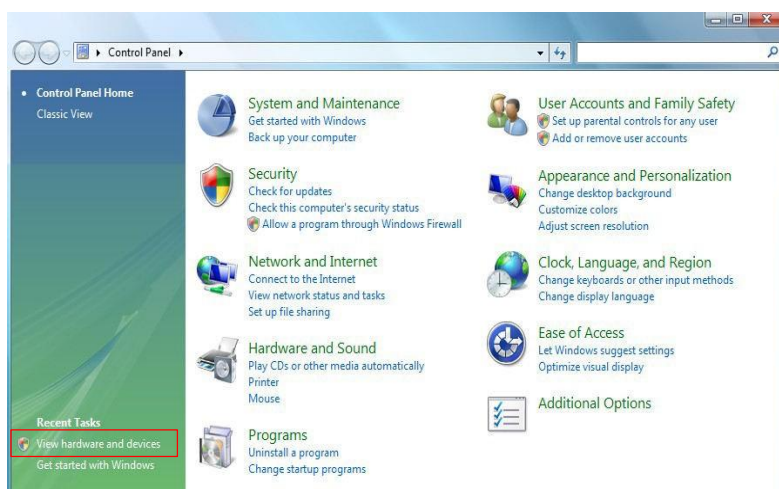 Control Panel
Control Panel Home
Classic View
Recent Tasks
View hardware and devices
Get started with Windows
System and Maintenance
Get started with Windows
Back up your computer
Security
Check for updates
Check this computer's security status
Allow a program through Windows Firewall
Network and Internet
Connect to the Internet
View network status and tasks
Set up file sharing
Hardware and Sound
Play CDs or other media automatically
Printer
Mouse
Programs
Uninstall a program
Change startup programs
User Accounts and Family Safety
Set up parental controls for any user
Add or remove user accounts
Appearance and Personalization
Change desktop background
Customize colors
Adjust screen resolution
Clock, Language, and Region
Change keyboards or other input methods
Change display language
Ease of Access
Let Windows suggest settings
Optimize visual display
Additional Options